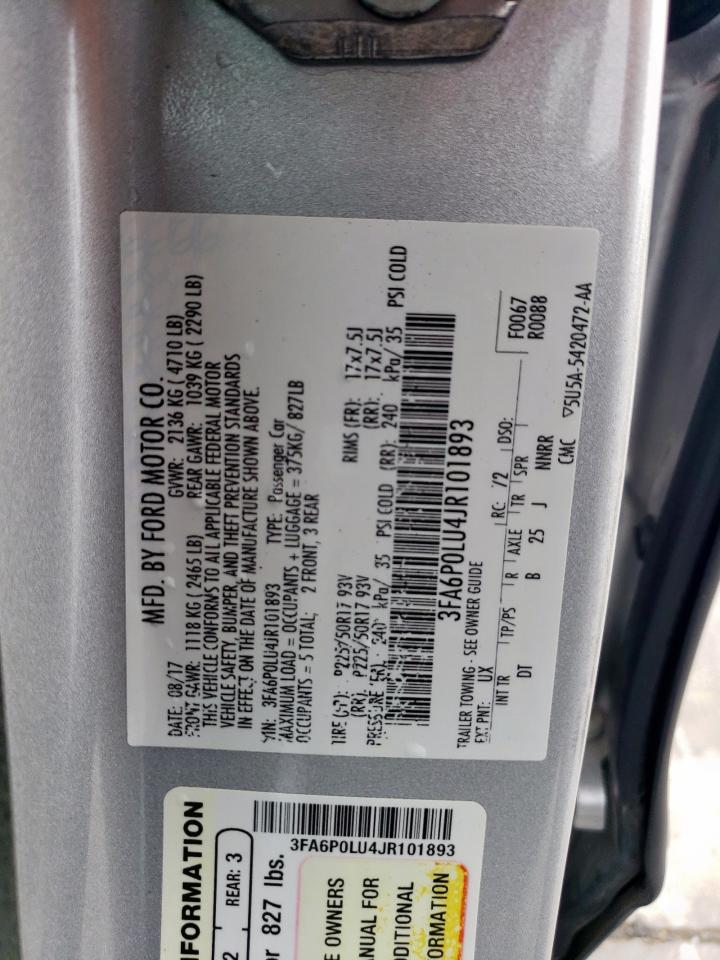 MFD. BY FORD MOTOR CO.
DATE: 08/17 GVWR: 2136 KG ( 4710 LB)
FRONT GAWR: 1118 KG ( 2465 LB) REAR GAWR: 1039 KG ( 2290 LB)
THIS VEHICLE CONFORMS TO ALL APPLICABLE FEDERAL MOTOR
VEHICLE SAFETY, BUMPER, AND THEFT PREVENTION STANDARDS
IN EFFECT ON THE DATE OF MANUFACTURE SHOWN ABOVE.
VIN: 3FA6P0LU4JR101893 TYPE: Passenger Car
MAXIMUM LOAD = OCCUPANTS + LUGGAGE = 375KG/ 827LB
OCCUPANTS = 5 TOTAL; 2 FRONT, 3 REAR
TIRE (FR): P225/50R17 93V RIMS (FR): 17x7.5J
(RR): P225/50R17 93V (RR): 17x7.5J
PRESSURE (FR): 240 kPa/ 35 PSI COLD (RR): 240 kPa/ 35 PSI COLD
3FA6P0LU4JR101893
TRAILER TOWING - SEE OWNER GUIDE
EXT PNT: UX RC: 72 DSO: F0067
INT TR TP/PS R AXLE TR SPR R0088
DT B 25 J NNRR
CMC ▽5U5A-5420472-AA
3FA6P0LU4JR101893
FORMATION
2 REAR: 3
or 827 lbs.
E OWNERS
ANUAL FOR
DDITIONAL
ORMATION